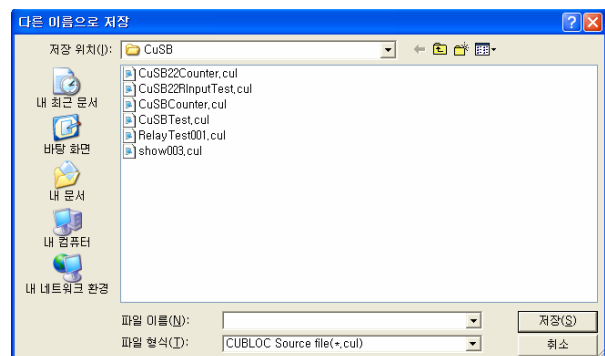 다른 이름으로 저장
저장 위치(I): CuSB
CuSB22Counter.cul
CuSB22RInputTest.cul
CuSBCounter.cul
CuSBTest.cul
RelayTest001.cul
show003.cul
내 최근 문서
바탕 화면
내 문서
내 컴퓨터
내 네트워크 환경
파일 이름(N):
저장(S)
파일 형식(T): CUBLOC Source file(*.cul)
취소